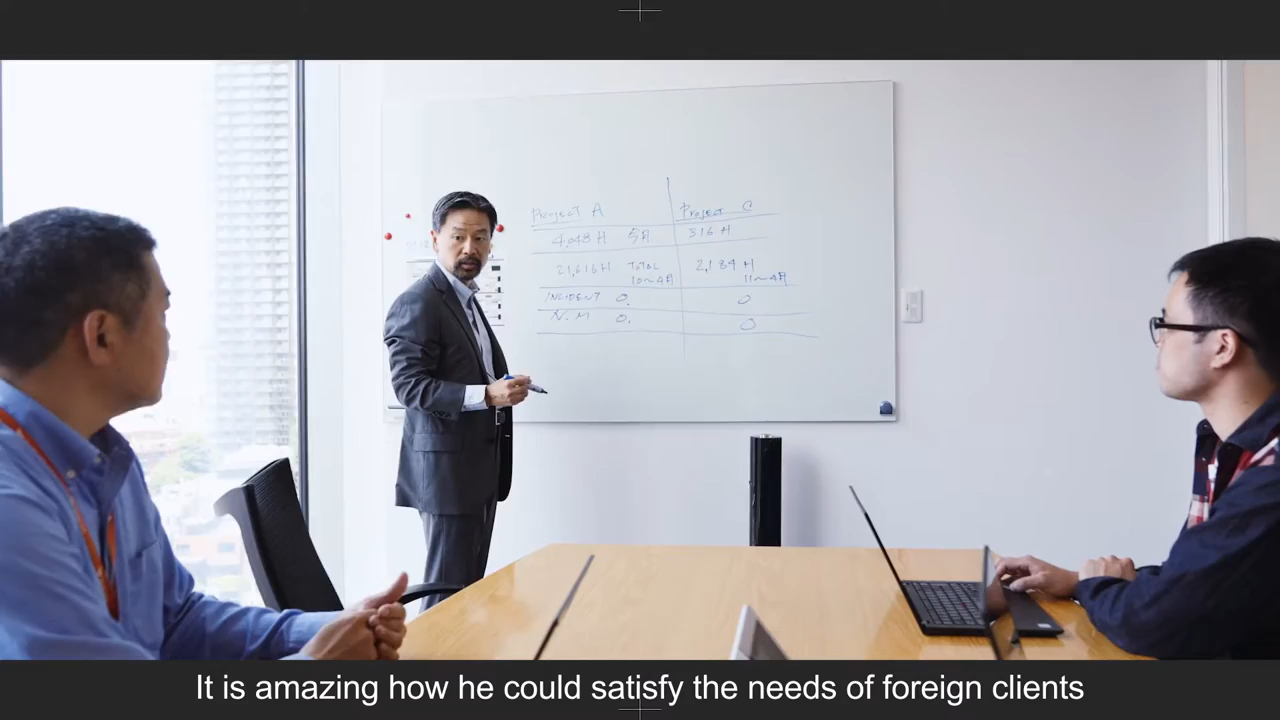 Project A Project C
4,048 H 5月 316 H
21,616 H TOTAL 2,184 H
10~4月 11~4月
INCIDENT 0. 0
N.M 0. 0
It is amazing how he could satisfy the needs of foreign clients